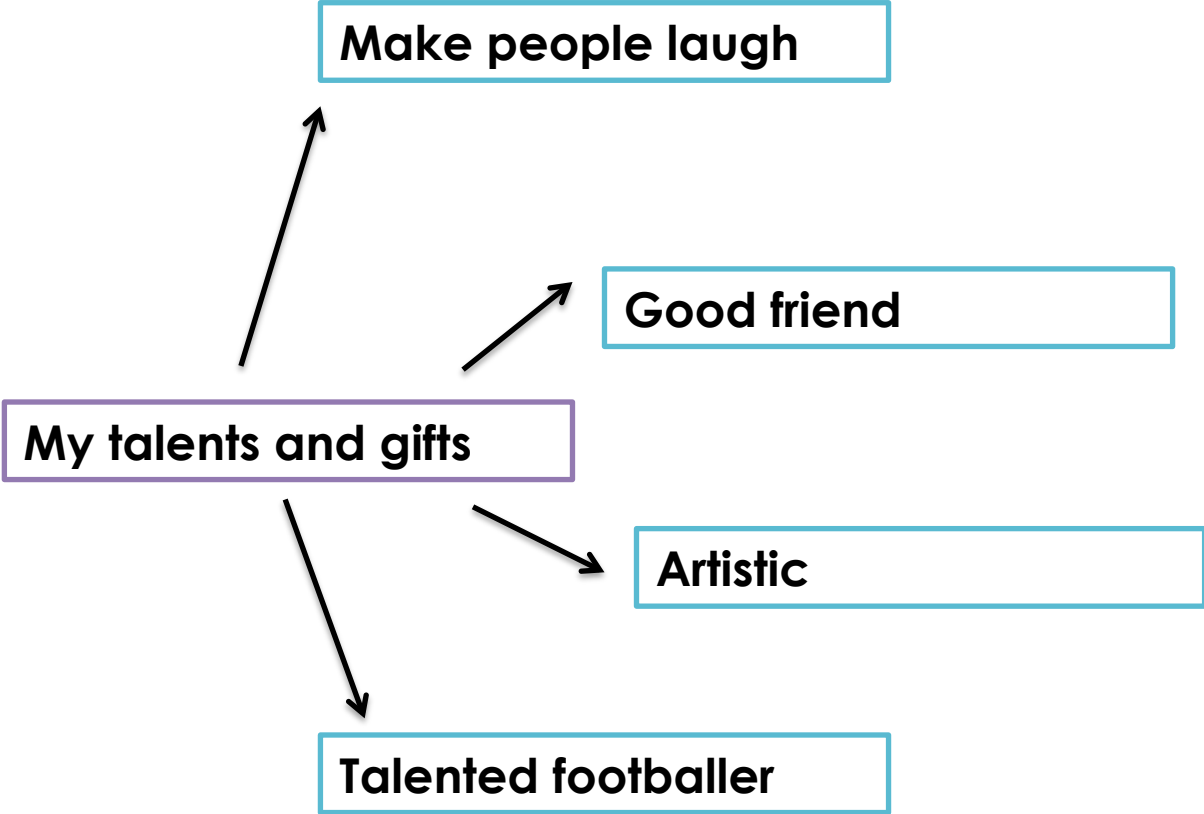 Make people laugh
Good friend
My talents and gifts
Artistic
Talented footballer